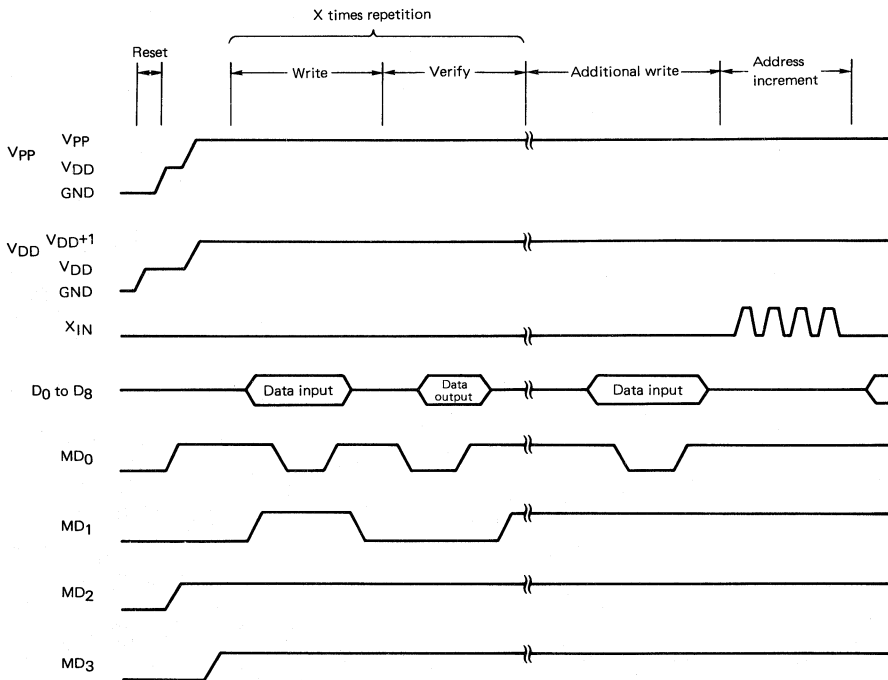 X times repetition
Reset
Write
Verify
Additional write
Address
increment
VPP
VPP
VDD
GND
VDD
VDD+1
VDD
GND
XIN
D0 to D8
Data input
Data
output
Data input
MD0
MD1
MD2
MD3